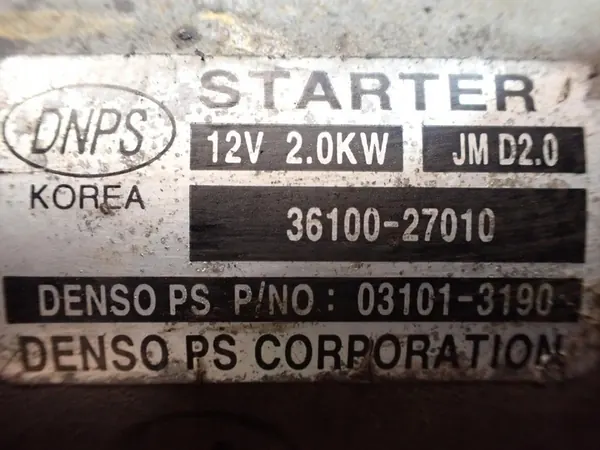 STARTER
DNPS
12V 2.0KW JM D2.0
KOREA
36100-27010
DENSO PS P/NO : 03101-3190
DENSO PS CORPORATION